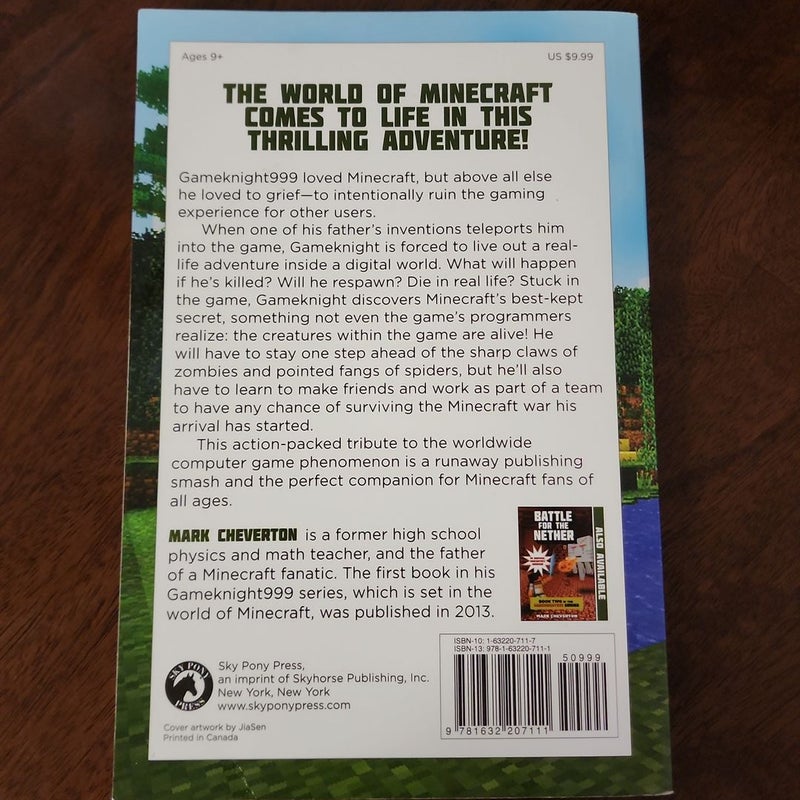 Ages 9+
US $9.99
THE WORLD OF MINECRAFT
COMES TO LIFE IN THIS
THRILLING ADVENTURE!
Gameknight999 loved Minecraft, but above all else
he loved to grief—to intentionally ruin the gaming
experience for other users.
When one of his father's inventions teleports him
into the game, Gameknight is forced to live out a real-
life adventure inside a digital world. What will happen
if he's killed? Will he respawn? Die in real life? Stuck in
the game, Gameknight discovers Minecraft's best-kept
secret, something not even the game's programmers
realize: the creatures within the game are alive! He
will have to stay one step ahead of the sharp claws of
zombies and pointed fangs of spiders, but he'll also
have to learn to make friends and work as part of a team
to have any chance of surviving the Minecraft war his
arrival has started.
This action-packed tribute to the worldwide
computer game phenomenon is a runaway publishing
smash and the perfect companion for Minecraft fans of
all ages.
MARK CHEVERTON is a former high school
physics and math teacher, and the father
of a Minecraft fanatic. The first book in his
Gameknight999 series, which is set in the
world of Minecraft, was published in 2013.
BATTLE
FOR THE
NETHER
BOOK TWO IN THE
MARK CHEVERTON
ALSO AVAILABLE
SKY PONY
PRESS
Sky Pony Press,
an imprint of Skyhorse Publishing, Inc.
New York, New York
www.skyponypress.com
Cover artwork by JiaSen
Printed in Canada
ISBN-10: 1-63220-711-7
ISBN-13: 978-1-63220-711-1
50999
9 781632 207111